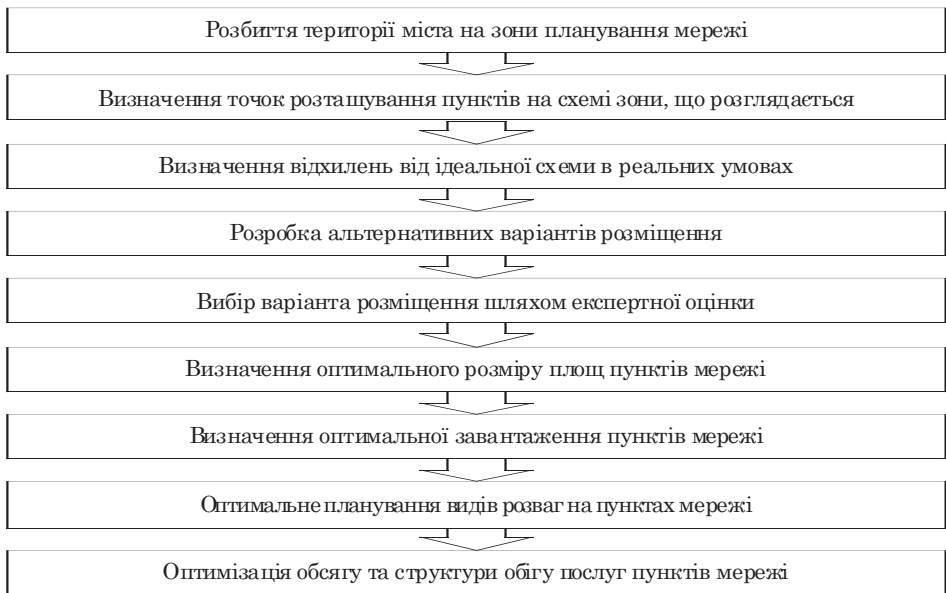 Розбиття території міста на зони планування мережі
Визначення точок розташування пунктів на схемі зони, що розглядається
Визначення відхилень від ідеальної схеми в реальних умовах
Розробка альтернативних варіантів розміщення
Вибір варіанта розміщення шляхом експертної оцінки
Визначення оптимального розміру площ пунктів мережі
Визначення оптимальної завантаження пунктів мережі
Оптимальне планування видів розваг на пунктах мережі
Оптимізація обсягу та структури обігу послуг пунктів мережі